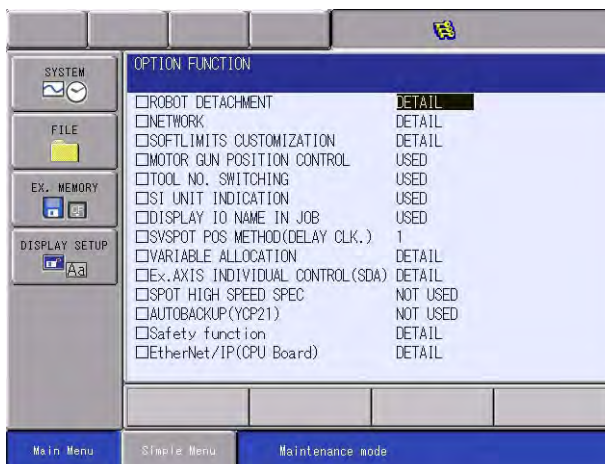 SYSTEM
FILE
EX. MEMORY
DISPLAY SETUP
Aa
OPTION FUNCTION
ROBOT DETACHMENT DETAIL
NETWORK DETAIL
SOFTLIMITS CUSTOMIZATION DETAIL
MOTOR GUN POSITION CONTROL USED
TOOL NO. SWITCHING USED
SI UNIT INDICATION USED
DISPLAY IO NAME IN JOB USED
SVSPOT POS METHOD(DELAY CLK.) 1
VARIABLE ALLOCATION DETAIL
Ex.AXIS INDIVIDUAL CONTROL(SDA) DETAIL
SPOT HIGH SPEED SPEC NOT USED
AUTOBACKUP(YCP21) NOT USED
Safety function DETAIL
EtherNet/IP(CPU Board) DETAIL
Main Menu Simple Menu Maintenance mode